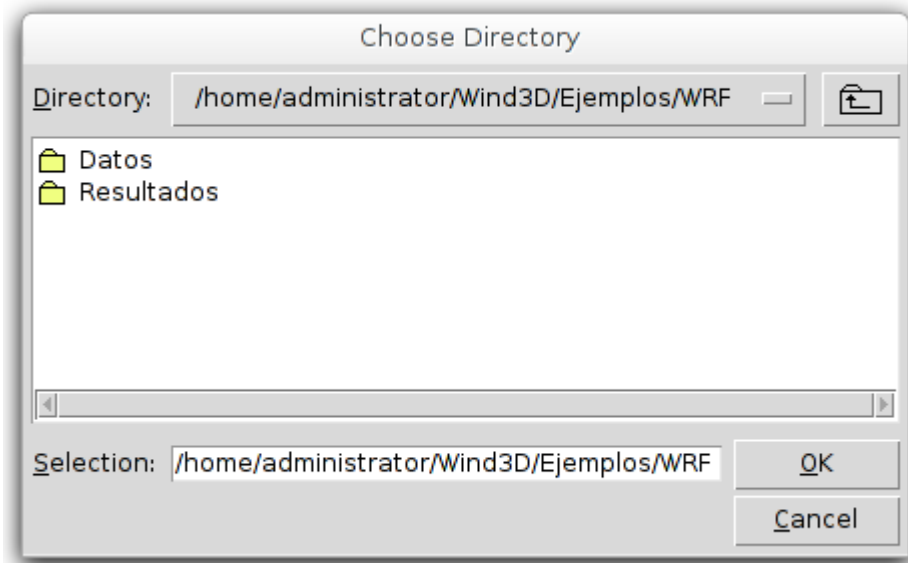 Choose Directory
Directory: /home/administrator/Wind3D/Ejemplos/WRF
Datos
Resultados
Selection: /home/administrator/Wind3D/Ejemplos/WRF OK
Cancel